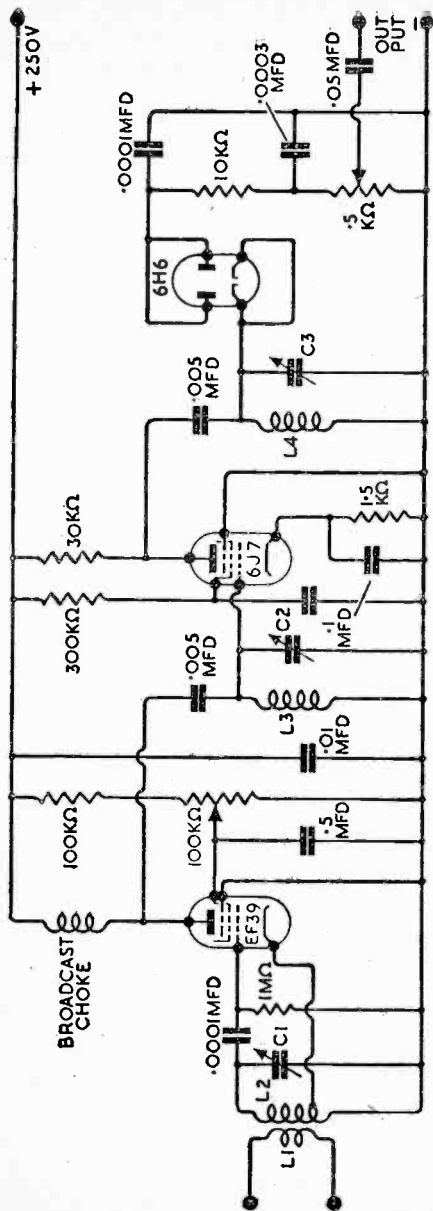 + 250V
BROADCAST
CHOKE
100KΩ
100KΩ
300KΩ
30KΩ
.0001MFD
.005
MFD
.005
MFD
6H6
10KΩ
.0003
MFD
.05MFD
OUT
PUT
.0001MFD
EF39
6J7
L1
L2
C1
1MΩ
.5
MFD
.01
MFD
L3
C2
.1
MFD
1.5
KΩ
L4
C3
.5
KΩ